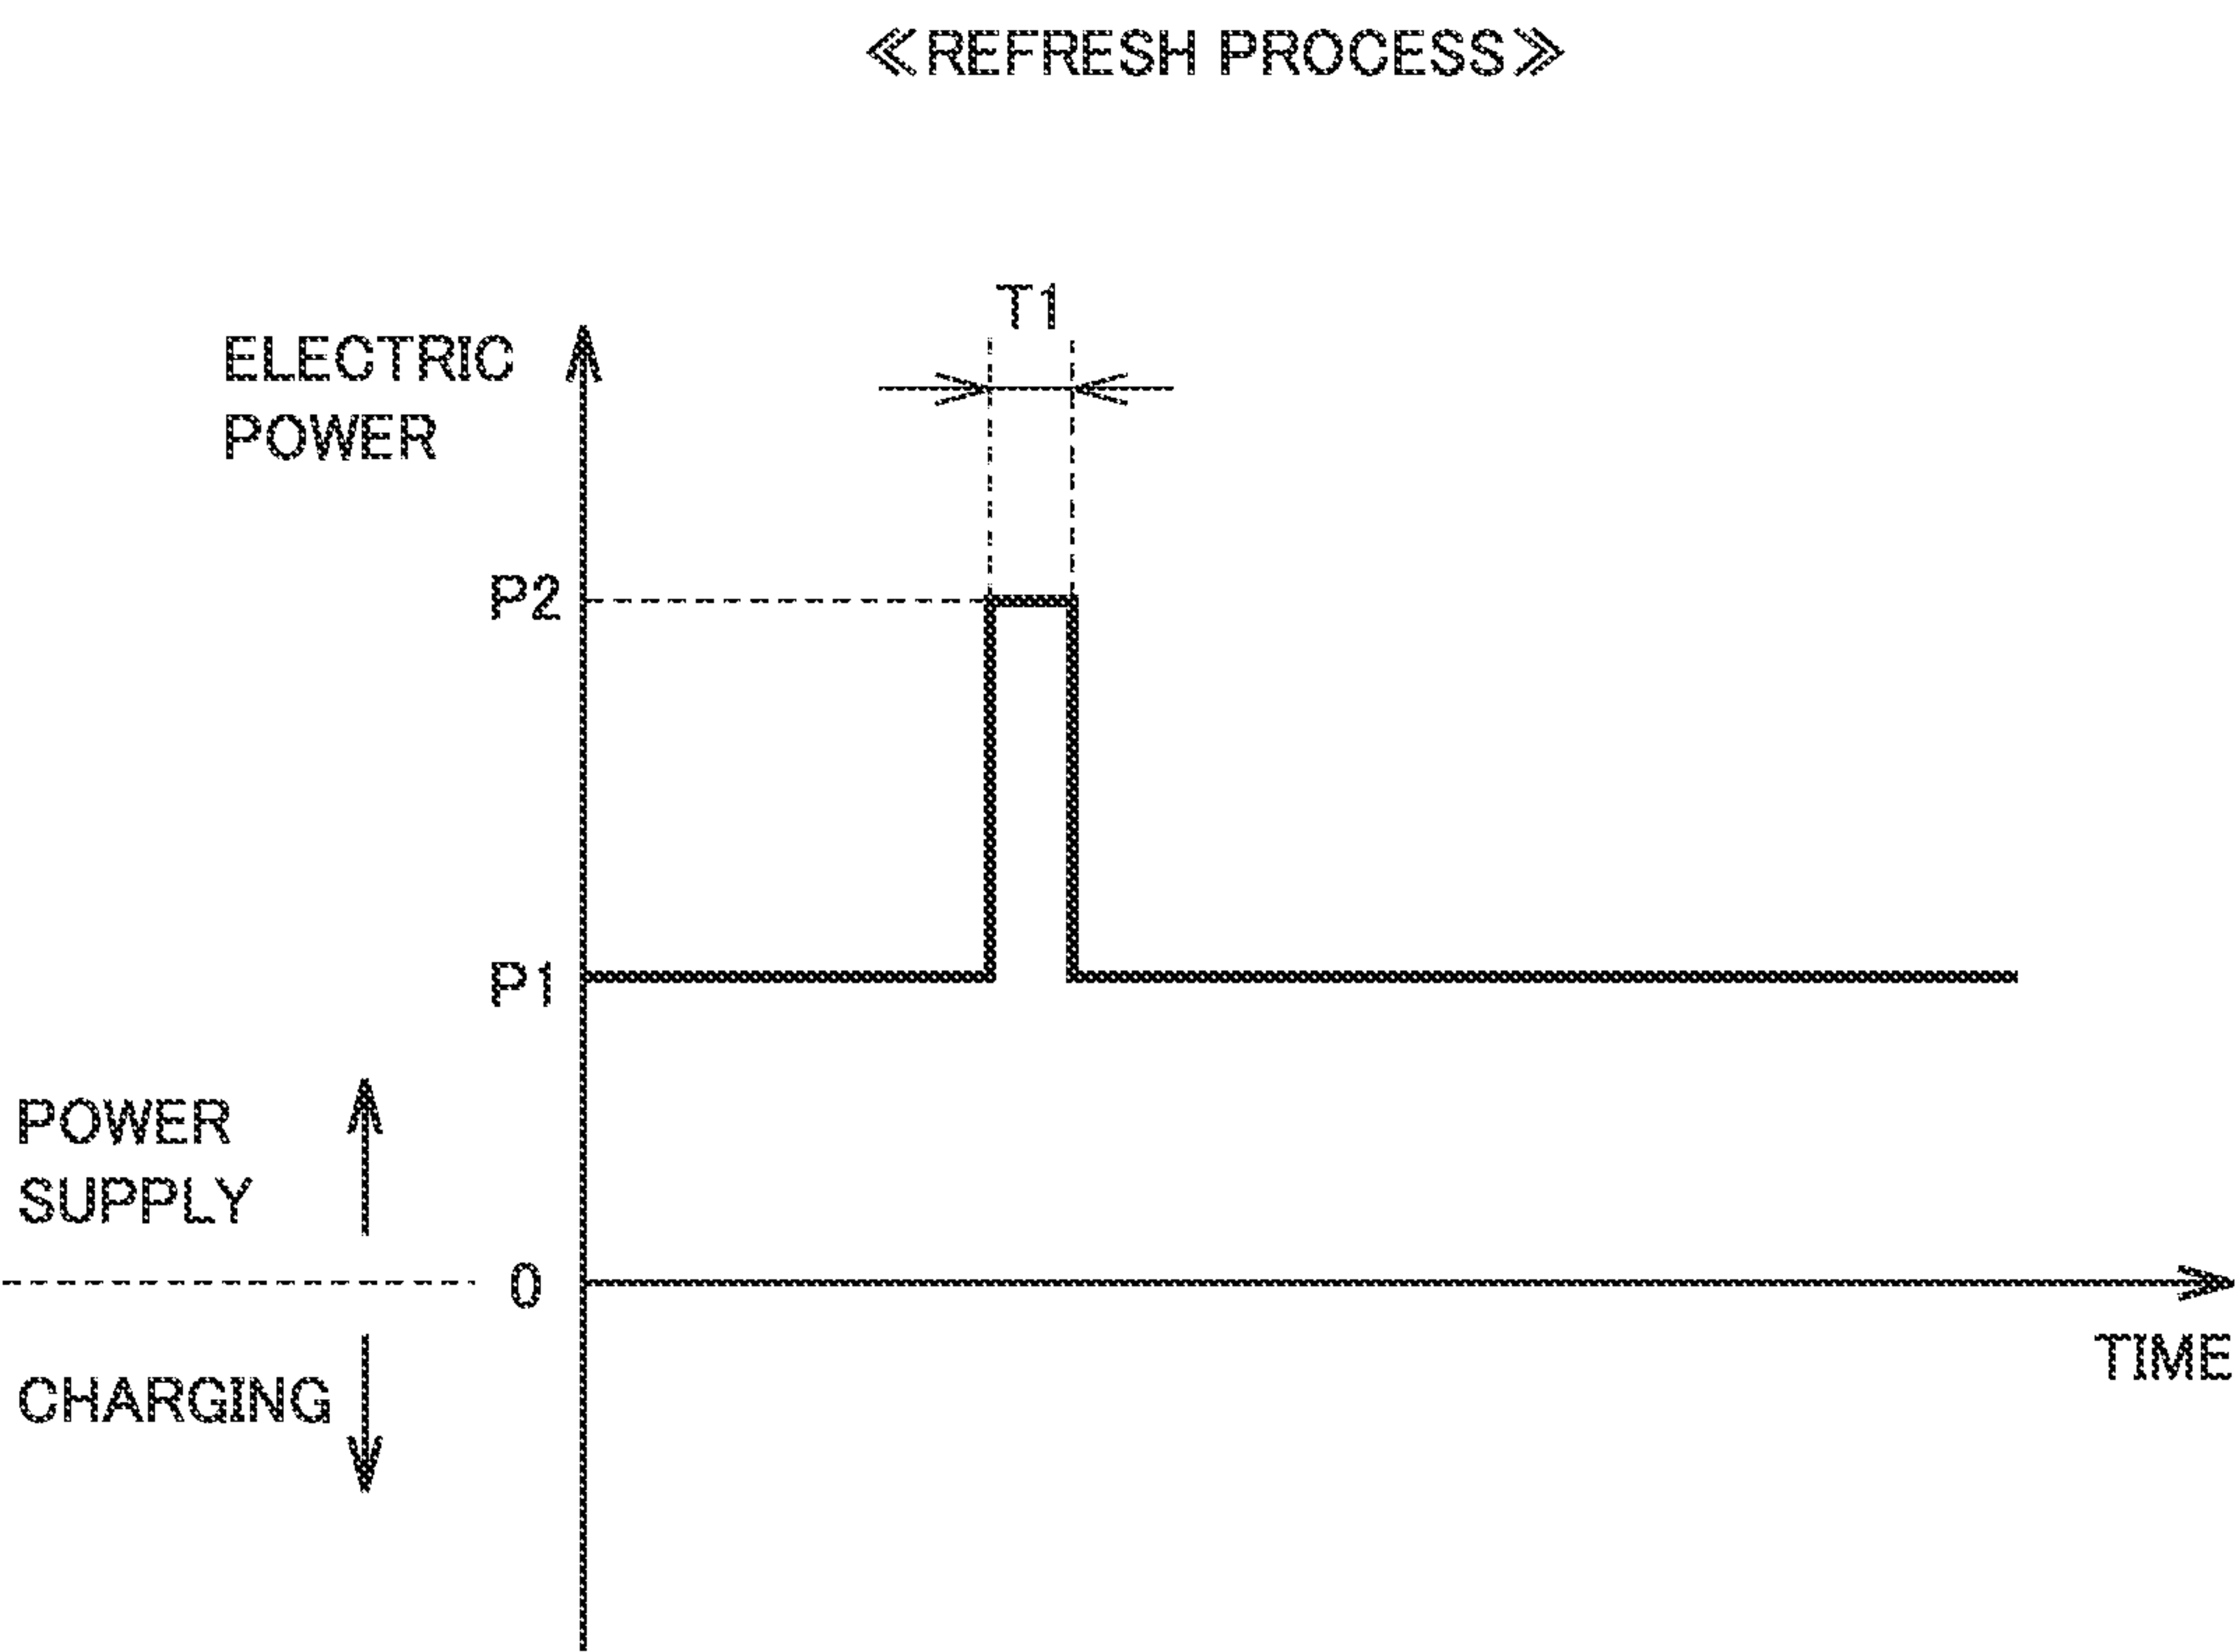 ≪REFRESH PROCESS≫
T1
ELECTRIC
POWER
P2
P1
POWER
SUPPLY
0
TIME
CHARGING